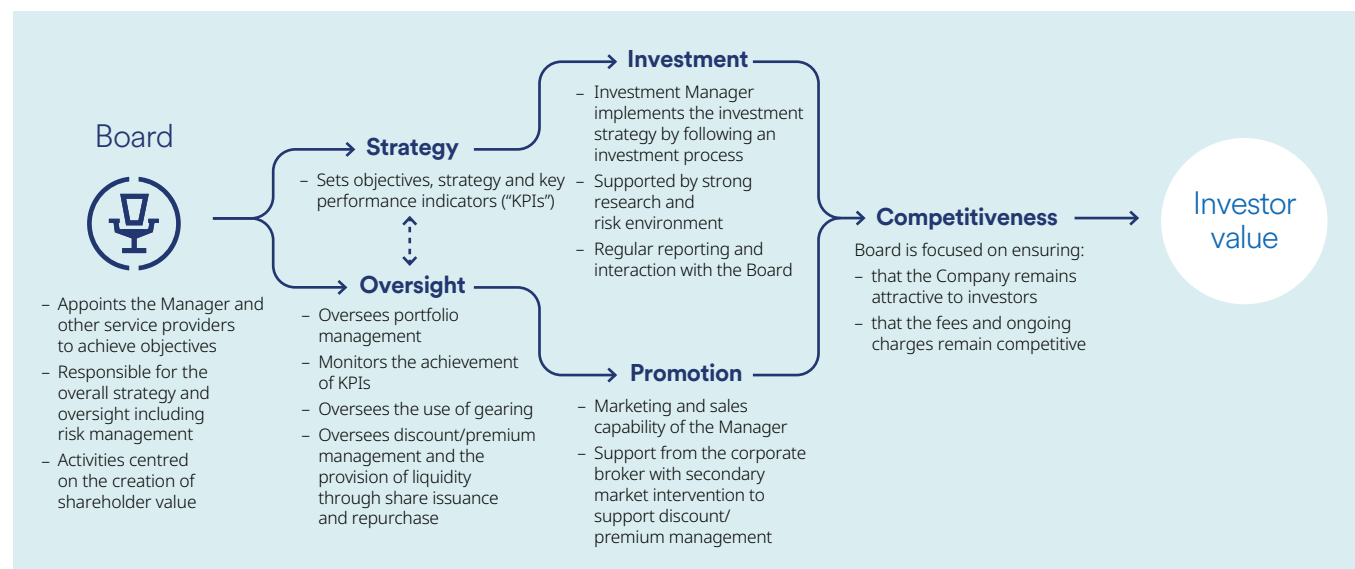 Board
– Appoints the Manager and
other service providers
to achieve objectives
– Responsible for the
overall strategy and
oversight including
risk management
– Activities centred
on the creation of
shareholder value
Strategy
– Sets objectives, strategy and key
performance indicators (“KPIs”)
Oversight
– Oversees portfolio
management
– Monitors the achievement
of KPIs
– Oversees the use of gearing
– Oversees discount/premium
management and the
provision of liquidity
through share issuance
and repurchase
Investment
– Investment Manager
implements the investment
strategy by following an
investment process
– Supported by strong
research and
risk environment
– Regular reporting and
interaction with the Board
Promotion
– Marketing and sales
capability of the Manager
– Support from the corporate
broker with secondary
market intervention to
support discount/
premium management
Competitiveness
Board is focused on ensuring:
– that the Company remains
attractive to investors
– that the fees and ongoing
charges remain competitive
Investor
value